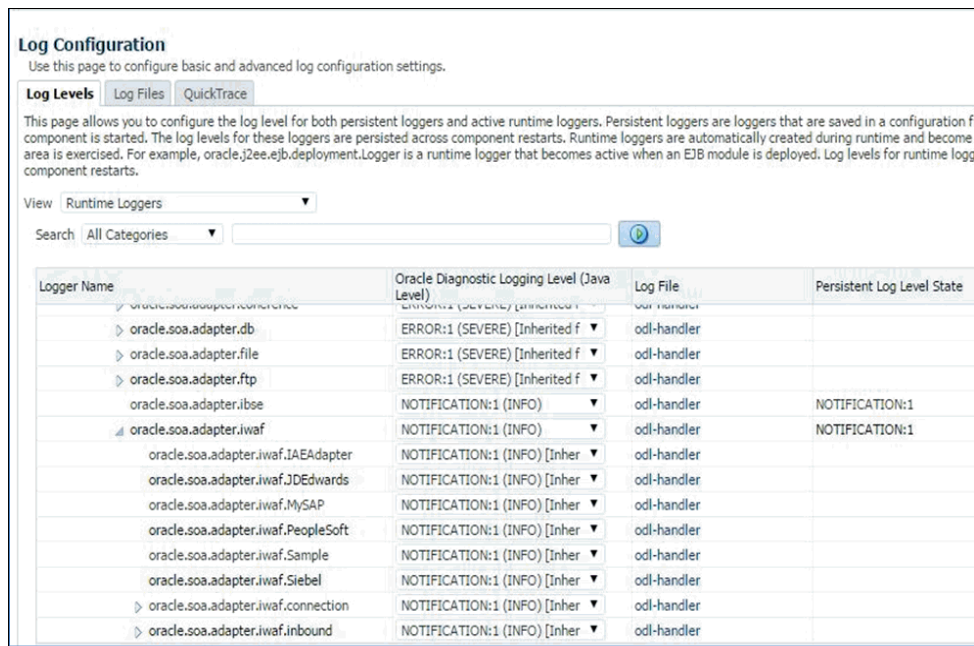 Log Configuration
Use this page to configure basic and advanced log configuration settings.
Log Levels Log Files QuickTrace
This page allows you to configure the log level for both persistent loggers and active runtime loggers. Persistent loggers are loggers that are saved in a configuration f
component is started. The log levels for these loggers are persisted across component restarts. Runtime loggers are automatically created during runtime and become
area is exercised. For example, oracle.j2ee.ejb.deployment.Logger is a runtime logger that becomes active when an EJB module is deployed. Log levels for runtime logg
component restarts.
View Runtime Loggers
Search All Categories
Logger Name Oracle Diagnostic Logging Level (Java Level) Log File Persistent Log Level State
oracle.soa.adapter.coherence ERROR:1 (SEVERE) [Inherited f odl-handler
oracle.soa.adapter.db ERROR:1 (SEVERE) [Inherited f odl-handler
oracle.soa.adapter.file ERROR:1 (SEVERE) [Inherited f odl-handler
oracle.soa.adapter.ftp ERROR:1 (SEVERE) [Inherited f odl-handler
oracle.soa.adapter.ibse NOTIFICATION:1 (INFO) odl-handler NOTIFICATION:1
oracle.soa.adapter.iwaf NOTIFICATION:1 (INFO) odl-handler NOTIFICATION:1
oracle.soa.adapter.iwaf.IAEAdapter NOTIFICATION:1 (INFO) [Inher odl-handler
oracle.soa.adapter.iwaf.JDEdwards NOTIFICATION:1 (INFO) [Inher odl-handler
oracle.soa.adapter.iwaf.MySAP NOTIFICATION:1 (INFO) [Inher odl-handler
oracle.soa.adapter.iwaf.PeopleSoft NOTIFICATION:1 (INFO) [Inher odl-handler
oracle.soa.adapter.iwaf.Sample NOTIFICATION:1 (INFO) [Inher odl-handler
oracle.soa.adapter.iwaf.Siebel NOTIFICATION:1 (INFO) [Inher odl-handler
oracle.soa.adapter.iwaf.connection NOTIFICATION:1 (INFO) [Inher odl-handler
oracle.soa.adapter.iwaf.inbound NOTIFICATION:1 (INFO) [Inher odl-handler